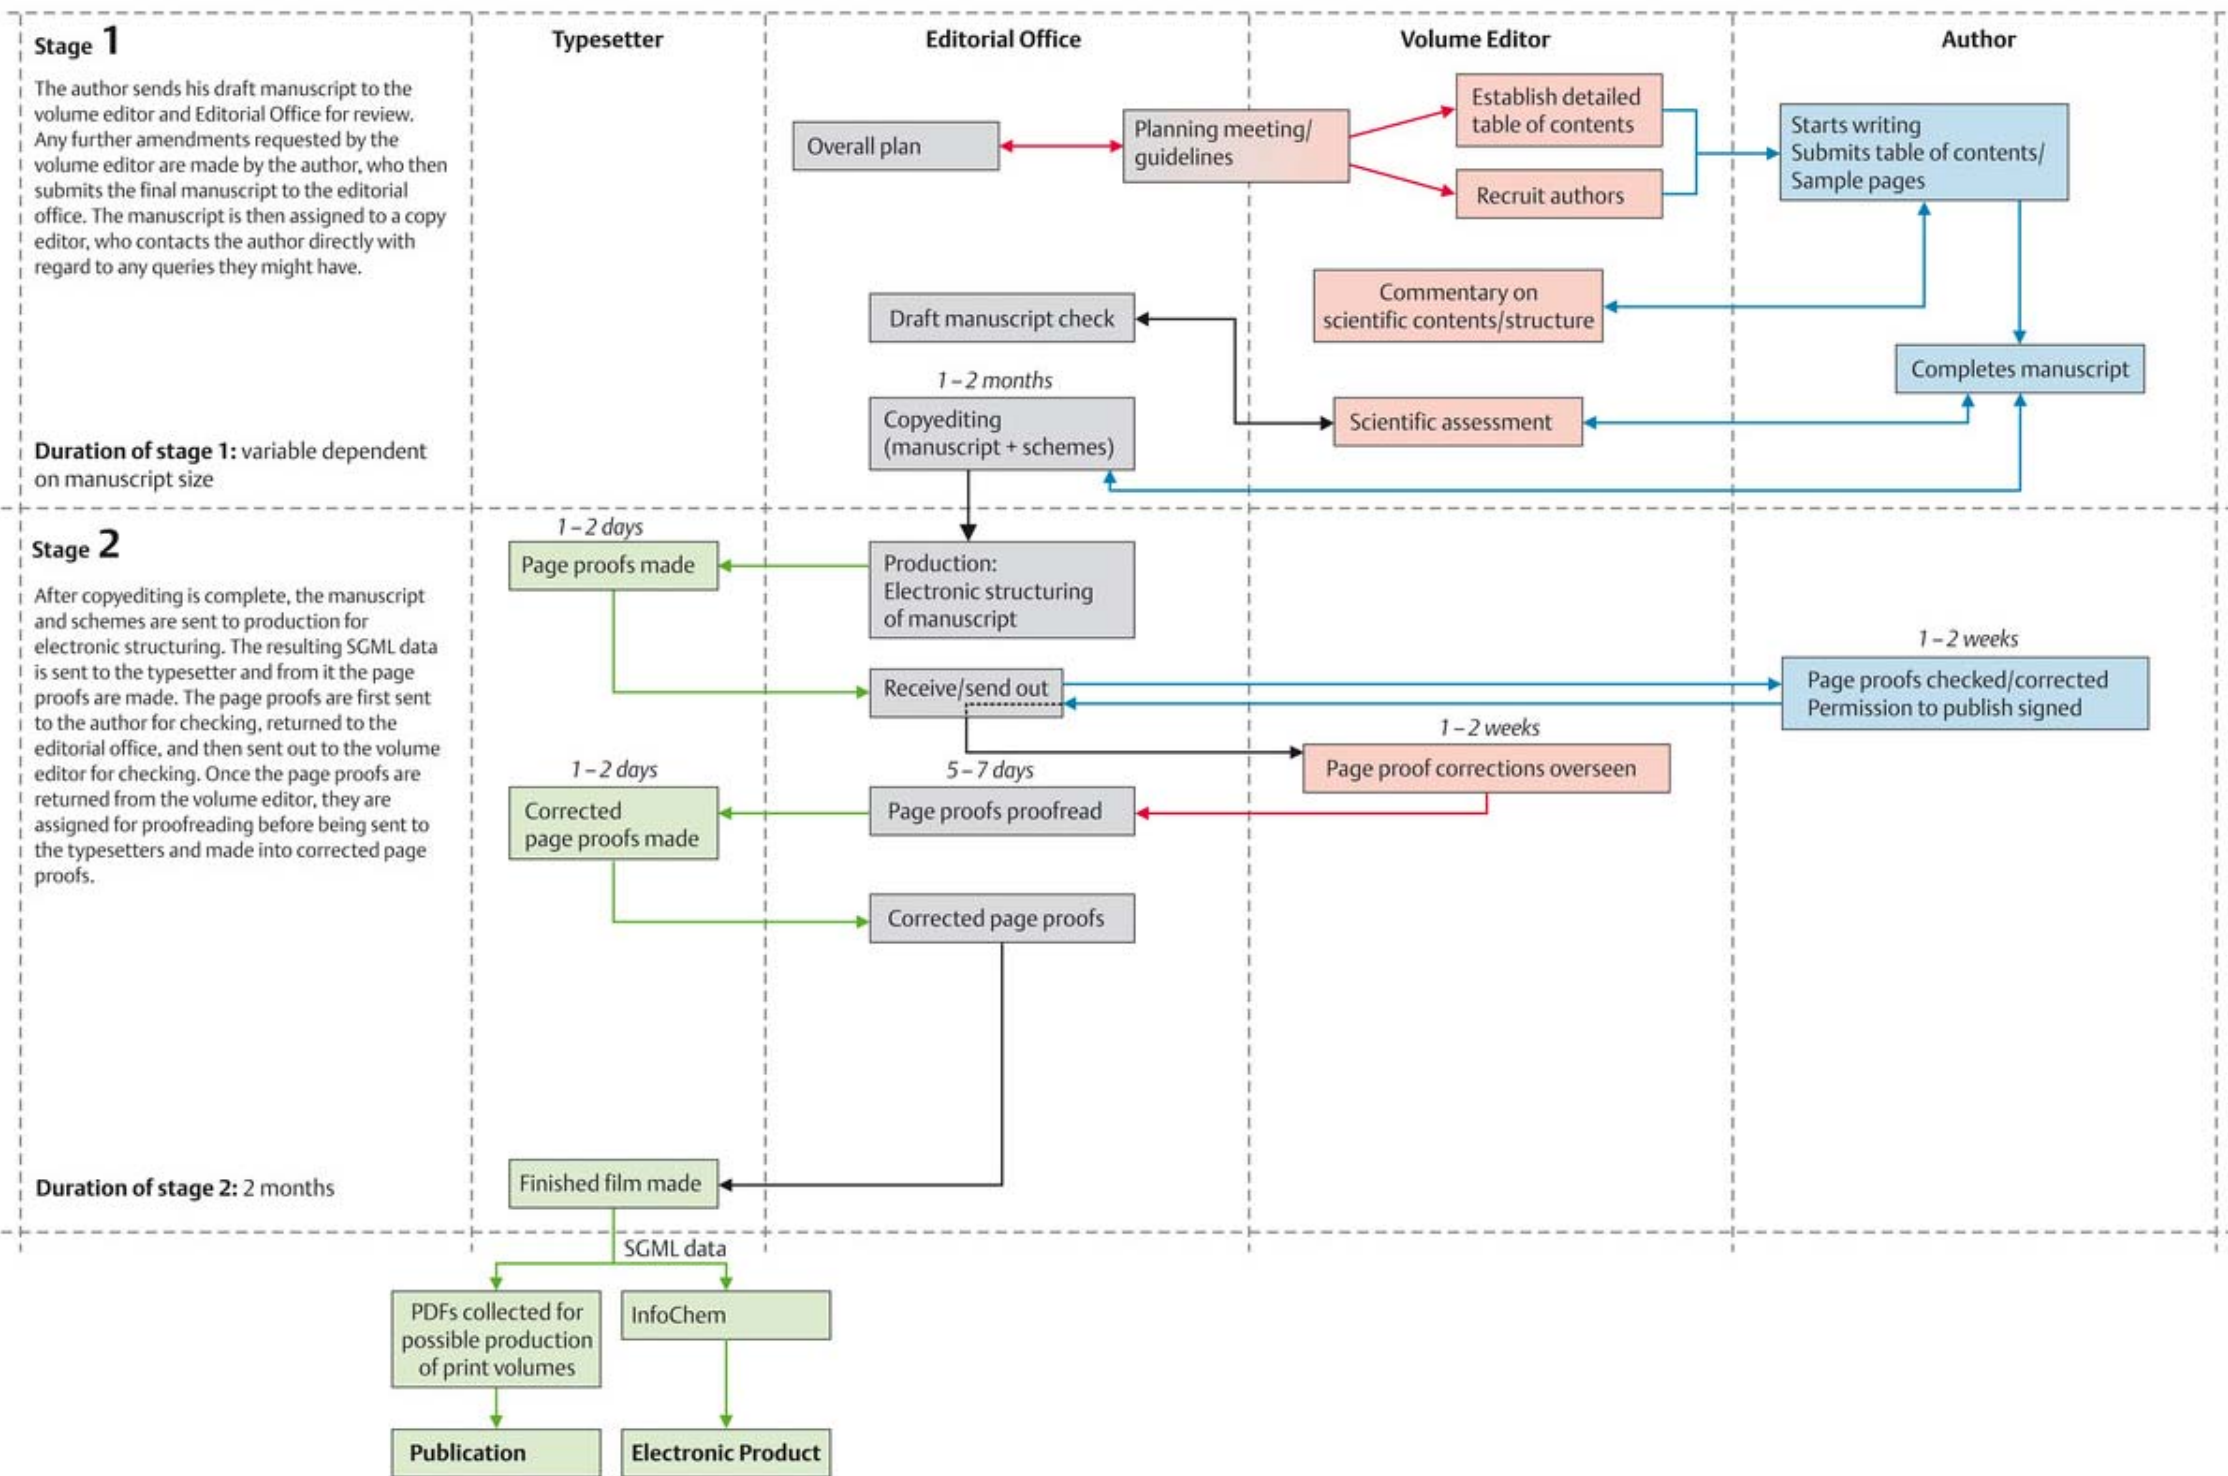 Stage 1
The author sends his draft manuscript to the
volume editor and Editorial Office for review.
Any further amendments requested by the
volume editor are made by the author, who then
submits the final manuscript to the editorial
office. The manuscript is then assigned to a copy
editor, who contacts the author directly with
regard to any queries they might have.
Duration of stage 1: variable dependent
on manuscript size
Typesetter
Editorial Office
Volume Editor
Author
Overall plan
Planning meeting/
guidelines
Establish detailed
table of contents
Recruit authors
Starts writing
Submits table of contents/
Sample pages
Commentary on
scientific contents/structure
Draft manuscript check
Completes manuscript
1–2 months
Copyediting
(manuscript + schemes)
Scientific assessment
Stage 2
After copyediting is complete, the manuscript
and schemes are sent to production for
electronic structuring. The resulting SGML data
is sent to the typesetter and from it the page
proofs are made. The page proofs are first sent
to the author for checking, returned to the
editorial office, and then sent out to the volume
editor for checking. Once the page proofs are
returned from the volume editor, they are
assigned for proofreading before being sent to
the typesetters and made into corrected page
proofs.
Duration of stage 2: 2 months
1–2 days
Page proofs made
Production:
Electronic structuring
of manuscript
Receive/send out
1–2 weeks
Page proofs checked/corrected
Permission to publish signed
1–2 weeks
Page proof corrections overseen
1–2 days
Corrected
page proofs made
5–7 days
Page proofs proofread
Corrected page proofs
Finished film made
SGML data
PDFs collected for
possible production
of print volumes
InfoChem
Publication
Electronic Product